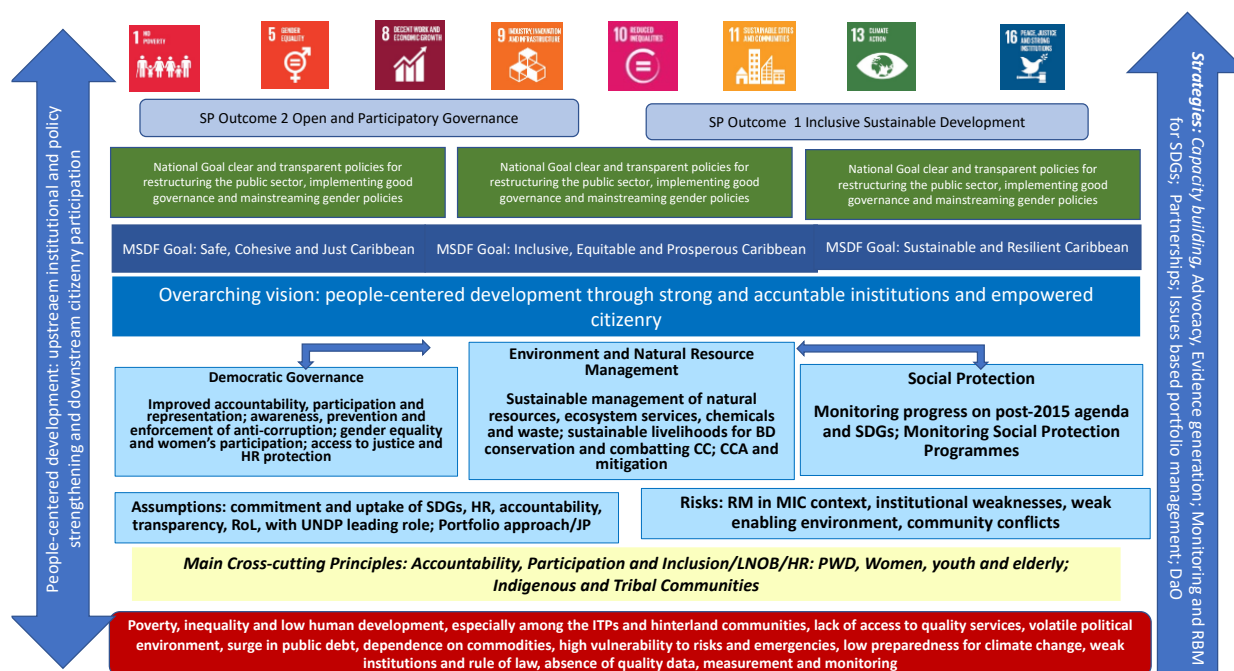 1 NO POVERTY
5 GENDER EQUALITY
8 DECENT WORK AND ECONOMIC GROWTH
9 INDUSTRY, INNOVATION AND INFRASTRUCTURE
10 REDUCED INEQUALITIES
11 SUSTAINABLE CITIES AND COMMUNITIES
13 CLIMATE ACTION
16 PEACE, JUSTICE AND STRONG INSTITUTIONS
SP Outcome 2 Open and Participatory Governance
SP Outcome 1 Inclusive Sustainable Development
National Goal clear and transparent policies for
restructuring the public sector, implementing good
governance and mainstreaming gender policies
National Goal clear and transparent policies for
restructuring the public sector, implementing good
governance and mainstreaming gender policies
National Goal clear and transparent policies for
restructuring the public sector, implementing good
governance and mainstreaming gender policies
MSDF Goal: Safe, Cohesive and Just Caribbean
MSDF Goal: Inclusive, Equitable and Prosperous Caribbean
MSDF Goal: Sustainable and Resilient Caribbean
Overarching vision: people-centered development through strong and accuntable inistitutions and empowered
citizenry
Democratic Governance
Improved accountability, participation and
representation; awareness, prevention and
enforcement of anti-corruption; gender equality
and women's participation; access to justice and
HR protection
Environment and Natural Resource
Management
Sustainable management of natural
resources, ecosystem services, chemicals
and waste; sustainable livelihoods for BD
conservation and combatting CC; CCA and
mitigation
Social Protection
Monitoring progress on post-2015 agenda
and SDGs; Monitoring Social Protection
Programmes
Assumptions: commitment and uptake of SDGs, HR, accountability,
transparency, RoL, with UNDP leading role; Portfolio approach/JP
Risks: RM in MIC context, institutional weaknesses, weak
enabling environment, community conflicts
Main Cross-cutting Principles: Accountability, Participation and Inclusion/LNOB/HR: PWD, Women, youth and elderly;
Indigenous and Tribal Communities
Poverty, inequality and low human development, especially among the ITPs and hinterland communities, lack of access to quality services, volatile political
environment, surge in public debt, dependence on commodities, high vulnerability to risks and emergencies, low preparedness for climate change, weak
institutions and rule of law, absence of quality data, measurement and monitoring
People-centered development: upstreaem institutional and policy
strengthening and downstream citizenry participation
Strategies: Capacity building, Advocacy, Evidence generation; Monitoring and RBM
for SDGs; Partnerships; Issues based portfolio management; DaO